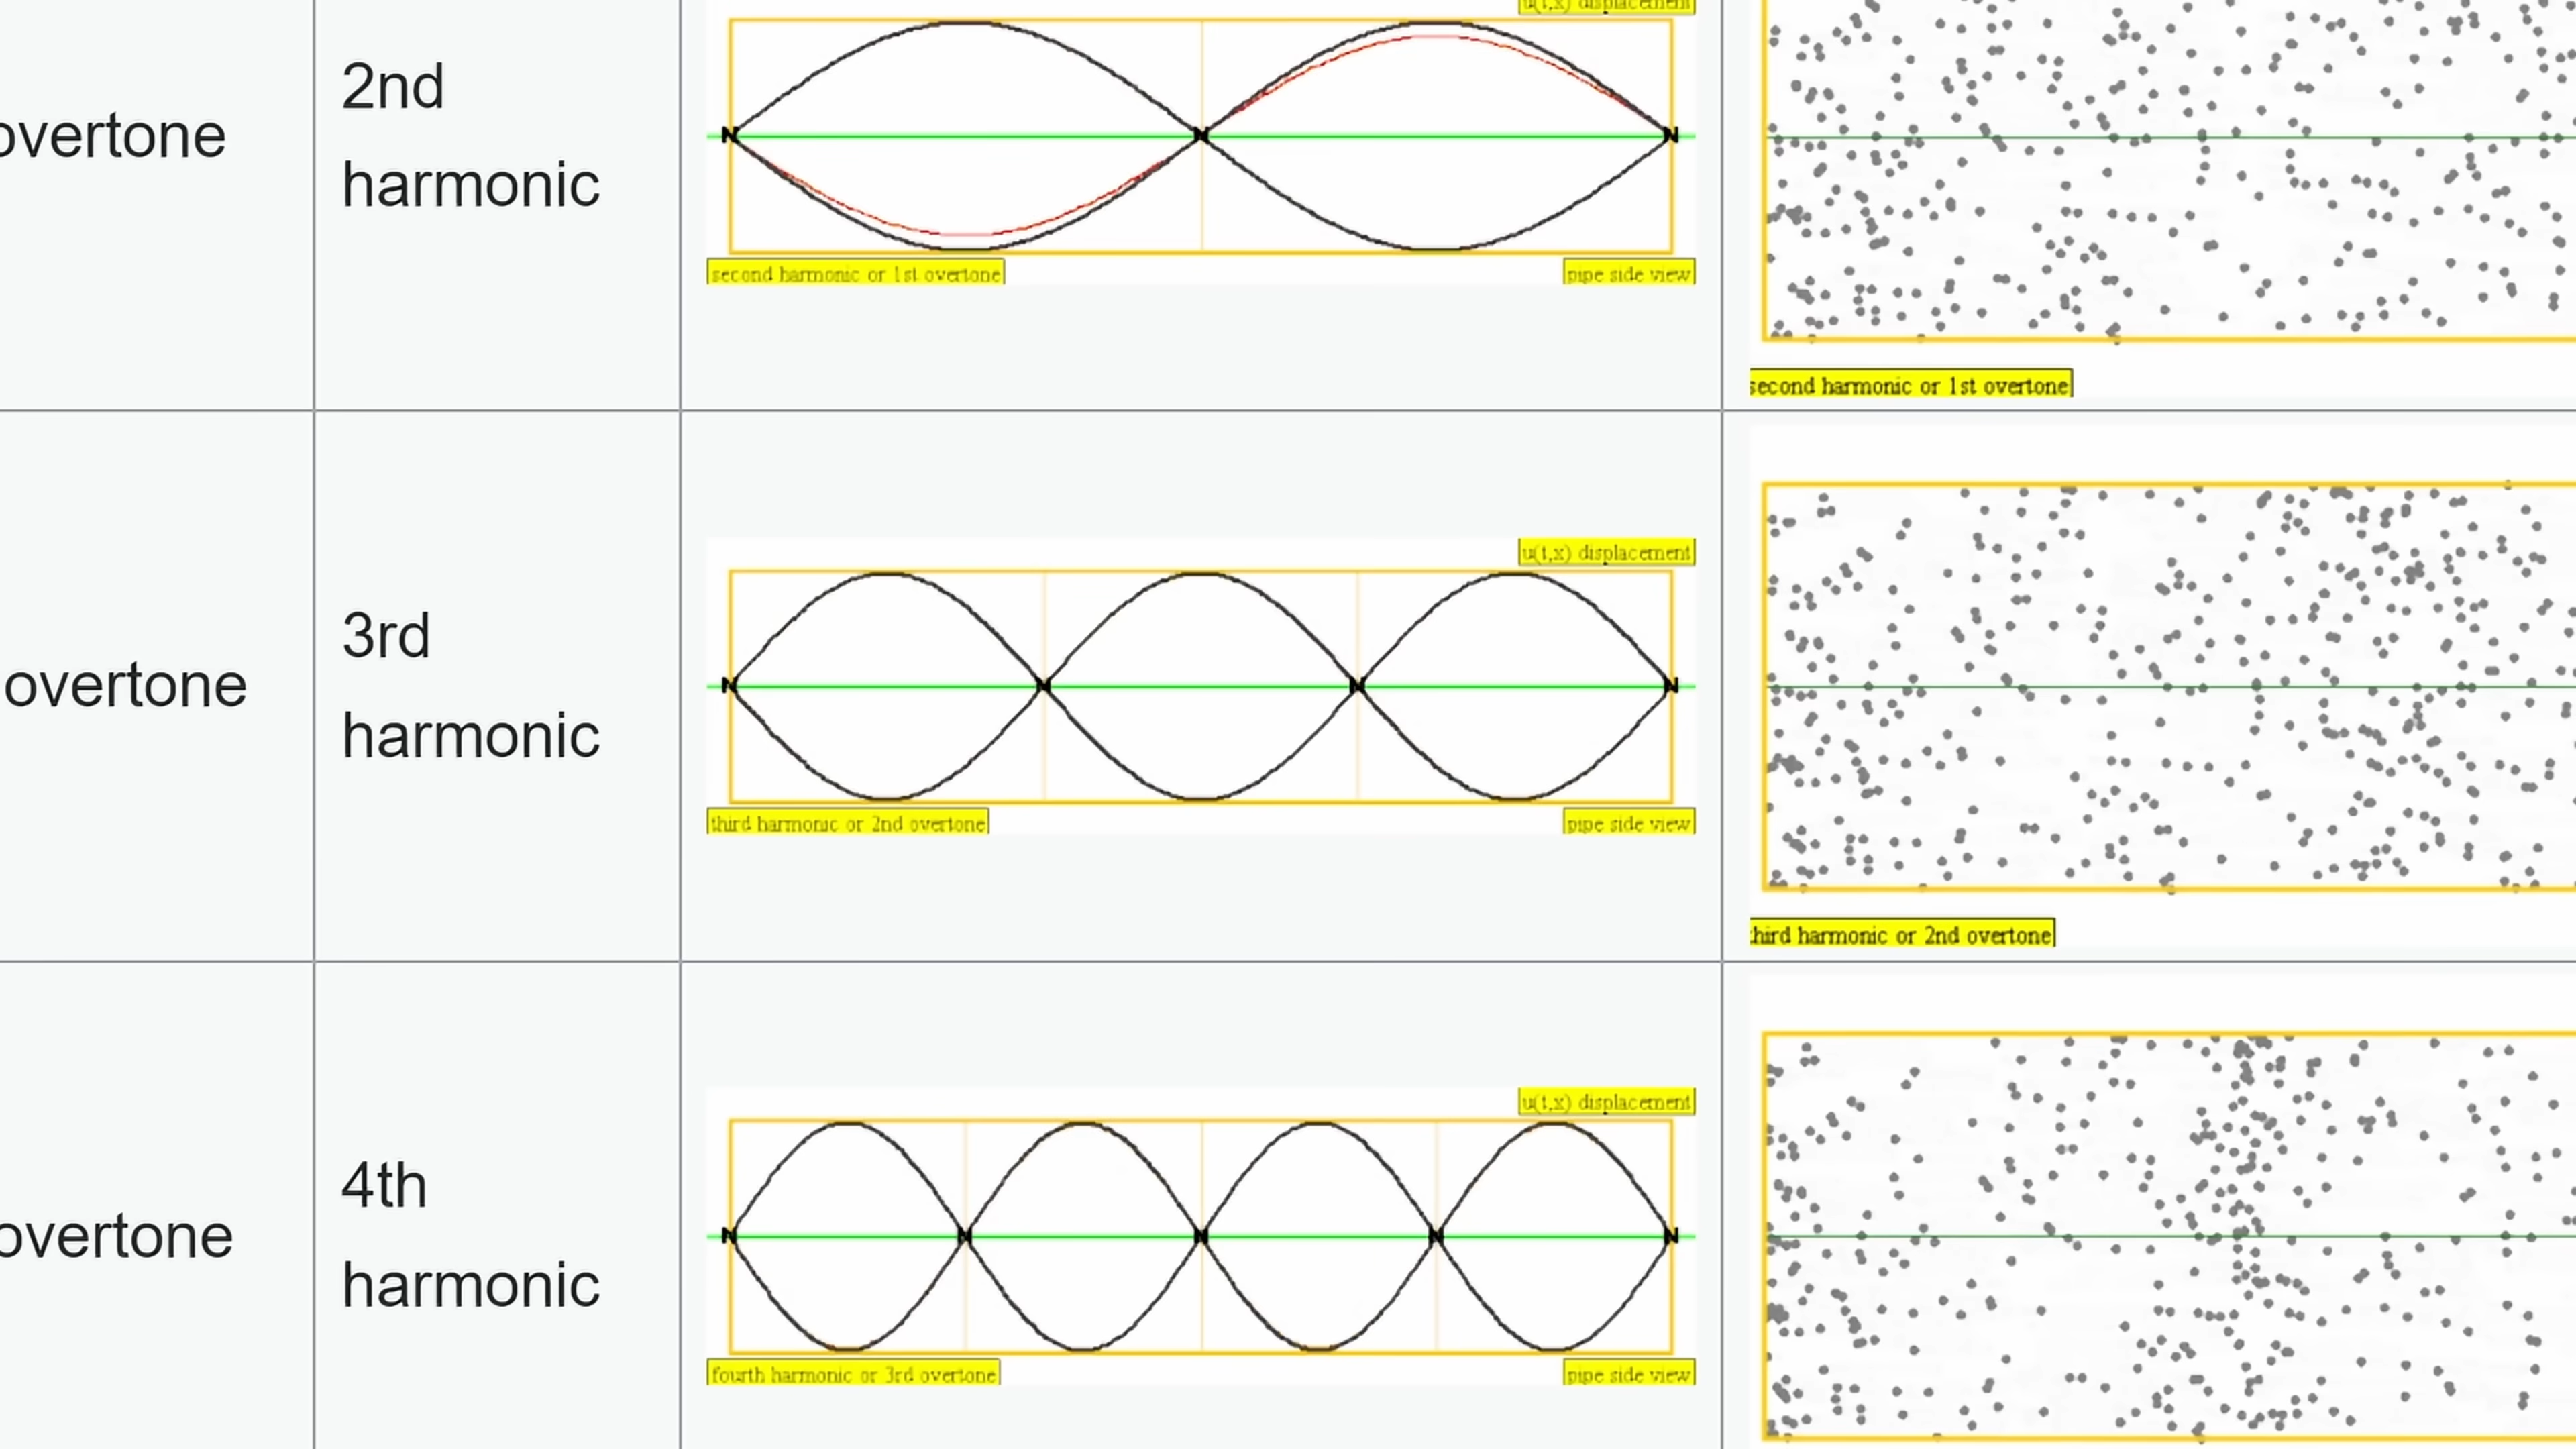 overtone
2nd
harmonic
u(t,x) displacement
N N N
second harmonic or 1st overtone
pipe side view
second harmonic or 1st overtone
overtone
3rd
harmonic
u(t,x) displacement
N N N N
third harmonic or 2nd overtone
pipe side view
third harmonic or 2nd overtone
overtone
4th
harmonic
u(t,x) displacement
N N N N N
fourth harmonic or 3rd overtone
pipe side view